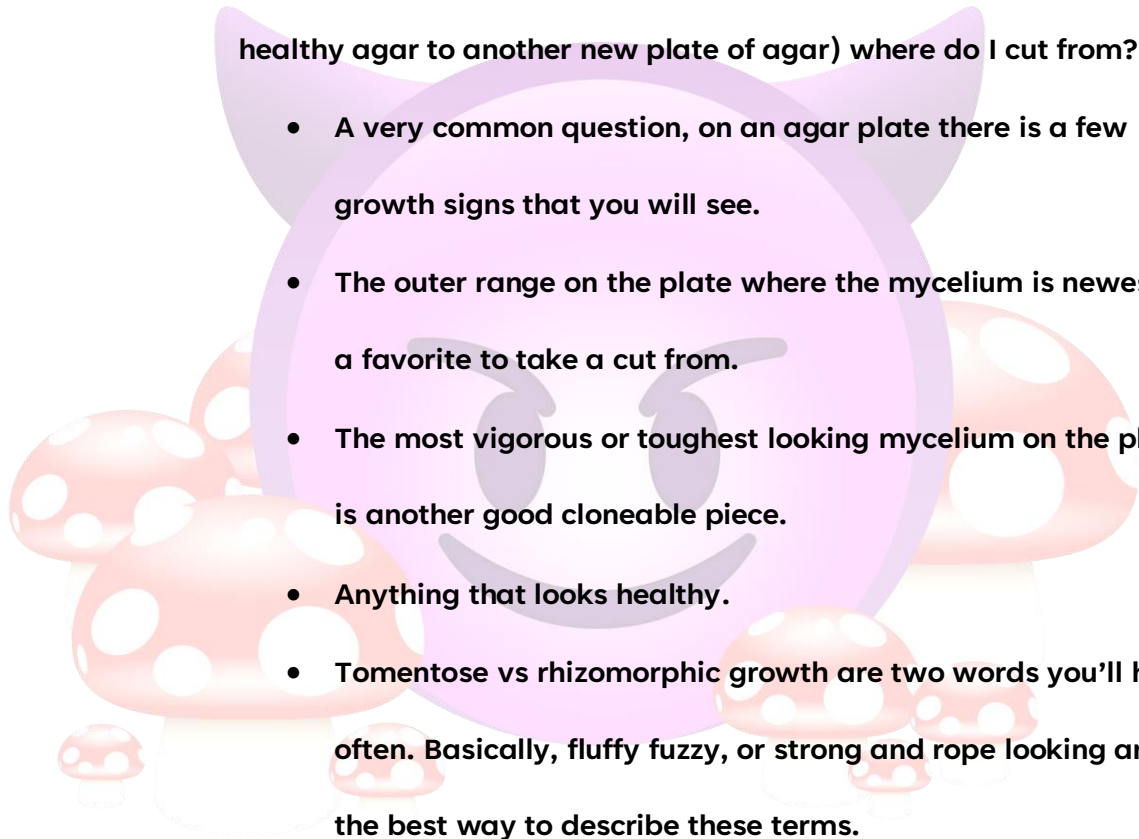 healthy agar to another new plate of agar) where do I cut from?
• A very common question, on an agar plate there is a few
growth signs that you will see.
• The outer range on the plate where the mycelium is
a favorite to take a cut from.
• The most vigorous or toughest looking mycelium on the
is another good cloneable piece.
• Anything that looks healthy.
• Tomentose vs rhizomorphic growth are two words you’ll
often. Basically, fluffy fuzzy, or strong and rope looking
the best way to describe these terms.